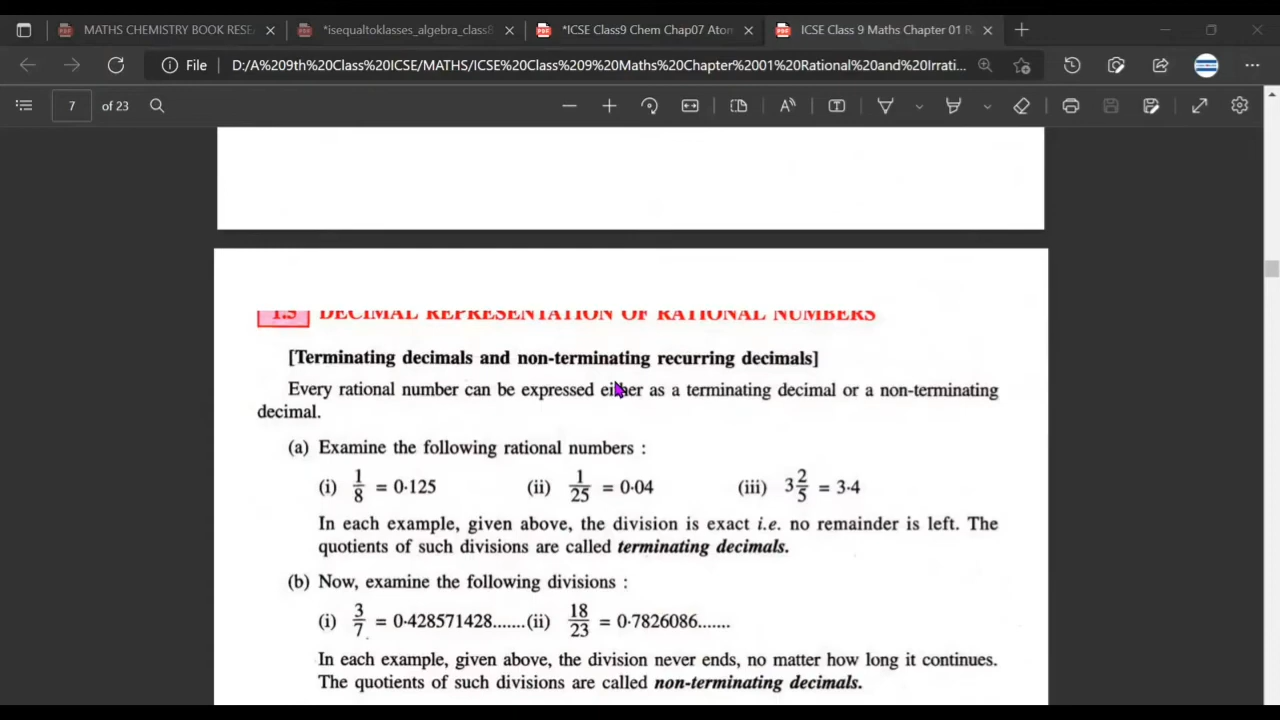 MATHS CHEMISTRY BOOK RESE
*isequaltoklasses_algebra_class8
*ICSE Class9 Chem Chap07 Atom
ICSE Class 9 Maths Chapter 01 R
File
D:/A%209th%20Class%20ICSE/MATHS/ICSE%20Class%209%20Maths%20Chapter%2001%20Rational%20and%20Irrati...
7 of 23
1.5 DECIMAL REPRESENTATION OF RATIONAL NUMBERS
[Terminating decimals and non-terminating recurring decimals]
Every rational number can be expressed either as a terminating decimal or a non-terminating
decimal.
(a) Examine the following rational numbers :
(i) 1/8 = 0·125 (ii) 1/25 = 0·04 (iii) 3 2/5 = 3·4
In each example, given above, the division is exact i.e. no remainder is left. The
quotients of such divisions are called terminating decimals.
(b) Now, examine the following divisions :
(i) 3/7 = 0·428571428....... (ii) 18/23 = 0·7826086.......
In each example, given above, the division never ends, no matter how long it continues.
The quotients of such divisions are called non-terminating decimals.